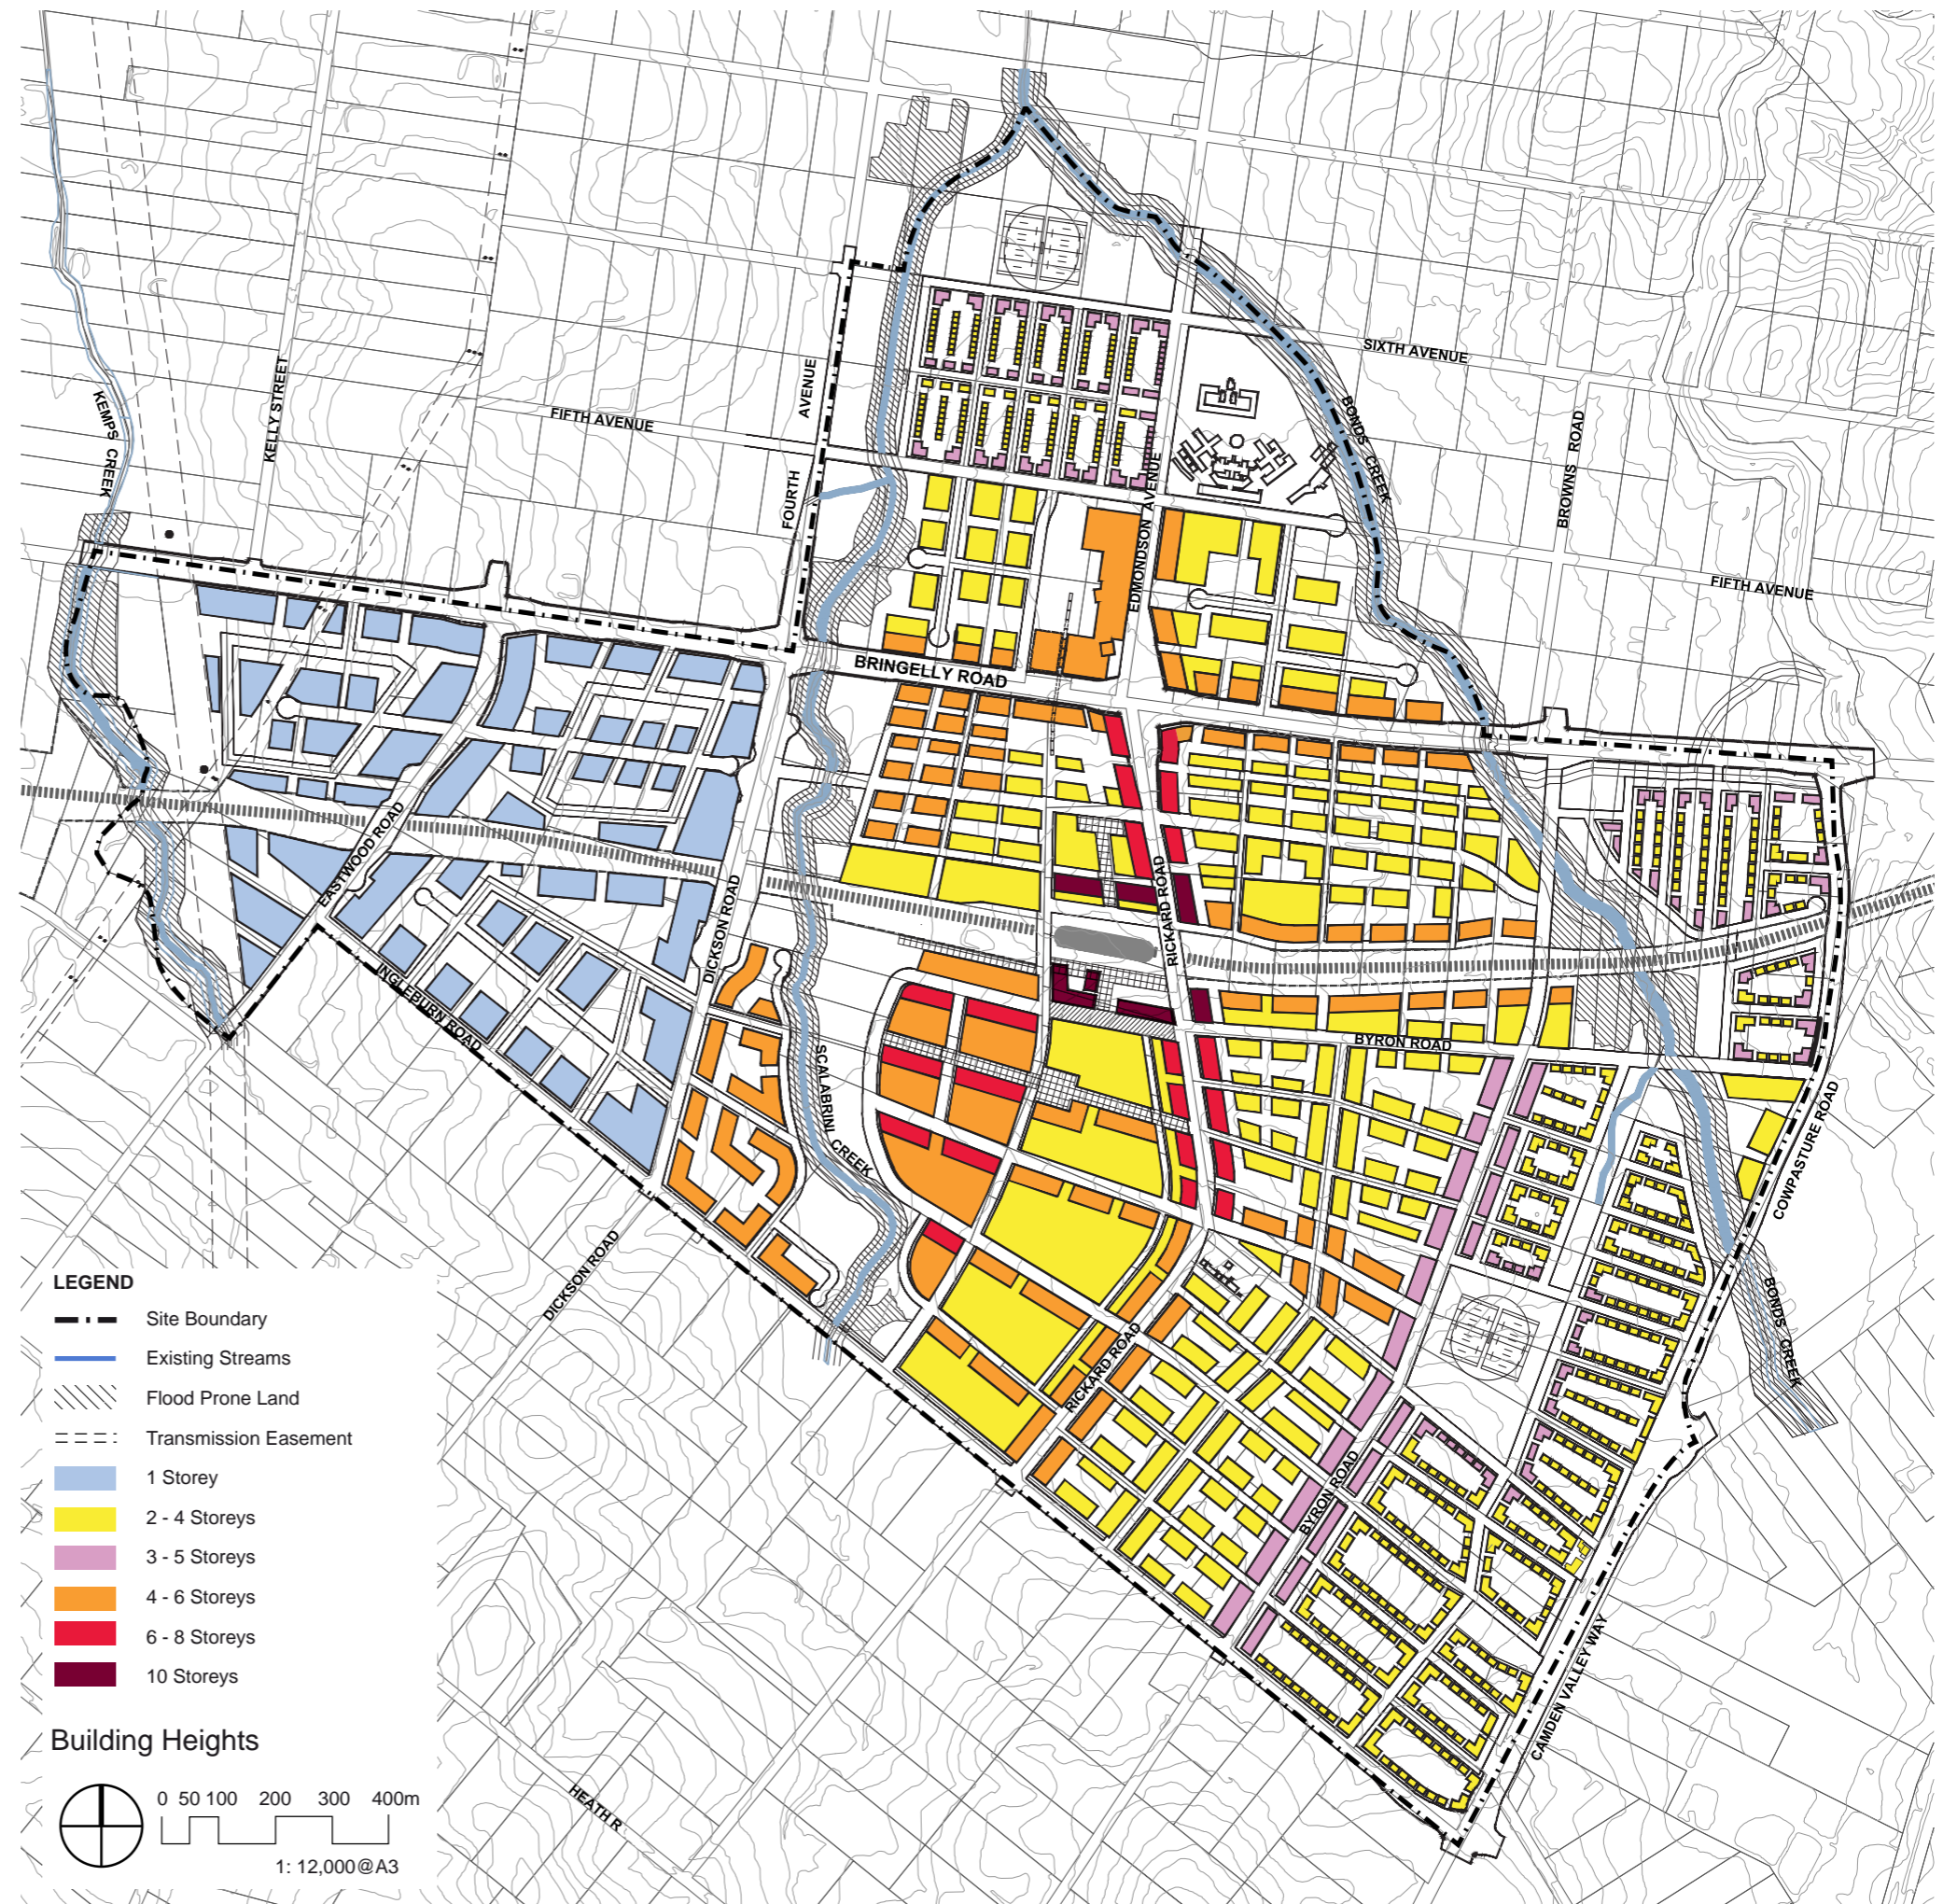 SIXTH AVENUE
KELLY STREET
KEMPS CREEK
AVENUE
FOURTH
FIFTH AVENUE
BONDS CREEK
BROWNS ROAD
EDMONDSON AVENUE
FIFTH AVENUE
BRINGELLY ROAD
EASTWOOD ROAD
DICKSON ROAD
RICKARD ROAD
INGLEBURN ROAD
BYRON ROAD
SCALABRINI CREEK
COWPASTURE ROAD
DICKSON ROAD
BONDS CREEK
RICKARD ROAD
BYRON ROAD
CAMDEN VALLEY WAY
HEATH R
LEGEND
Site Boundary
Existing Streams
Flood Prone Land
Transmission Easement
1 Storey
2 - 4 Storeys
3 - 5 Storeys
4 - 6 Storeys
6 - 8 Storeys
10 Storeys
Building Heights
0 50 100 200 300 400m
1: 12,000@A3